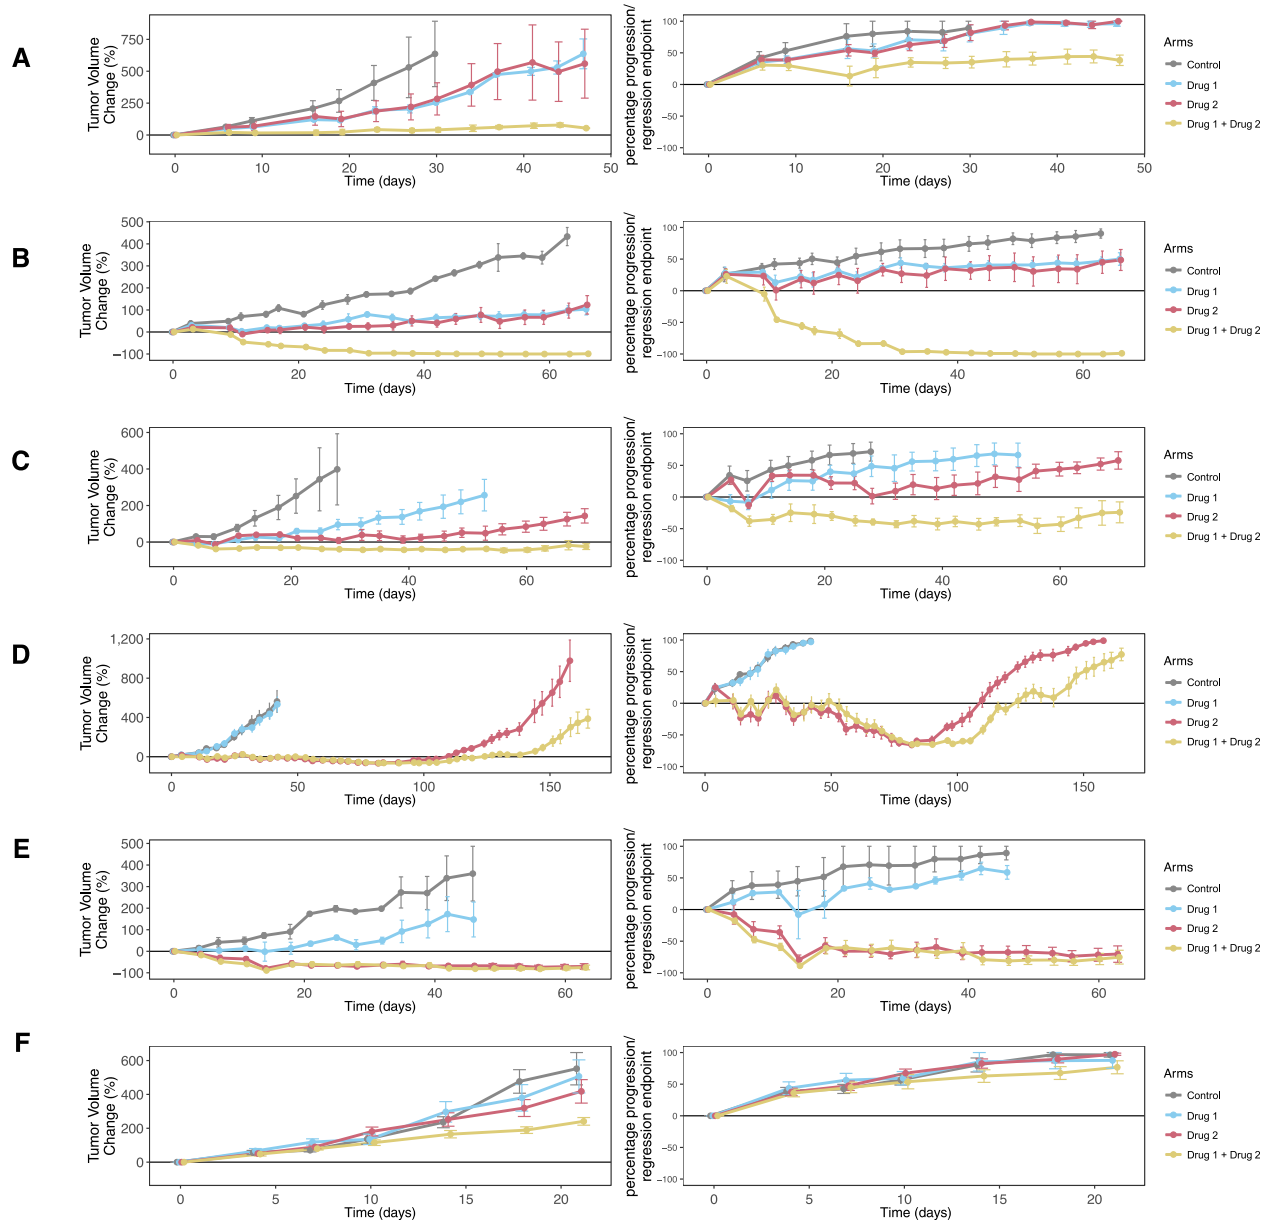 A
Tumor Volume
Change (%)
750
500
250
0
0
10
20
30
40
50
Time (days)
percentage progression/
regression endpoint
100
50
0
−50
−100
0
10
20
30
40
50
Time (days)
Arms
Control
Drug 1
Drug 2
Drug 1 + Drug 2
B
Tumor Volume
Change (%)
500
400
300
200
100
0
−100
0
20
40
60
Time (days)
percentage progression/
regression endpoint
100
50
0
−50
−100
0
20
40
60
Time (days)
Arms
Control
Drug 1
Drug 2
Drug 1 + Drug 2
C
Tumor Volume
Change (%)
600
400
200
0
0
20
40
60
Time (days)
percentage progression/
regression endpoint
100
50
0
−50
−100
0
20
40
60
Time (days)
Arms
Control
Drug 1
Drug 2
Drug 1 + Drug 2
D
Tumor Volume
Change (%)
1,200
800
400
0
0
50
100
150
Time (days)
percentage progression/
regression endpoint
100
50
0
−50
−100
0
50
100
150
Time (days)
Arms
Control
Drug 1
Drug 2
Drug 1 + Drug 2
E
Tumor Volume
Change (%)
500
400
300
200
100
0
−100
0
20
40
60
Time (days)
percentage progression/
regression endpoint
100
50
0
−50
−100
0
20
40
60
Time (days)
Arms
Control
Drug 1
Drug 2
Drug 1 + Drug 2
F
Tumor Volume
Change (%)
600
400
200
0
0
5
10
15
20
Time (days)
percentage progression/
regression endpoint
100
50
0
−50
−100
0
5
10
15
20
Time (days)
Arms
Control
Drug 1
Drug 2
Drug 1 + Drug 2